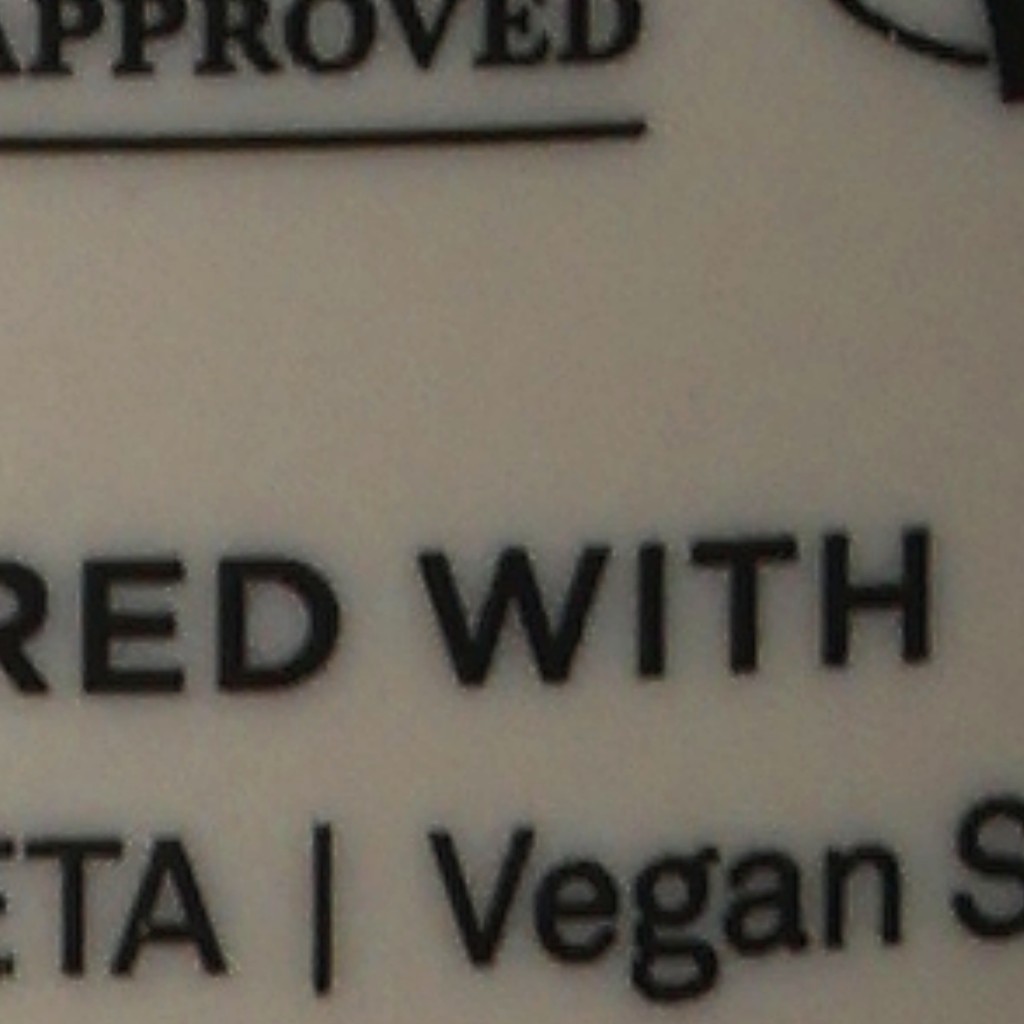 APPROVED
RED WITH
ETA | Vegan S